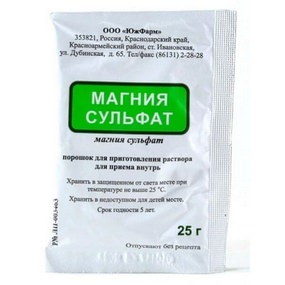 ООО «ЮжФарм»
353821, Россия, Краснодарский край,
Красноармейский район, ст. Ивановская,
ул. Дубинская, д. 65. Тел/факс (86131) 2-28-28
МАГНИЯ
СУЛЬФАТ
магния сульфат
порошок для приготовления раствора
для приема внутрь
Хранить в защищенном от света месте при
температуре не выше 25 °С.
Хранить в недоступном для детей месте.
Срок годности 5 лет.
25 г
Отпускают без рецепта